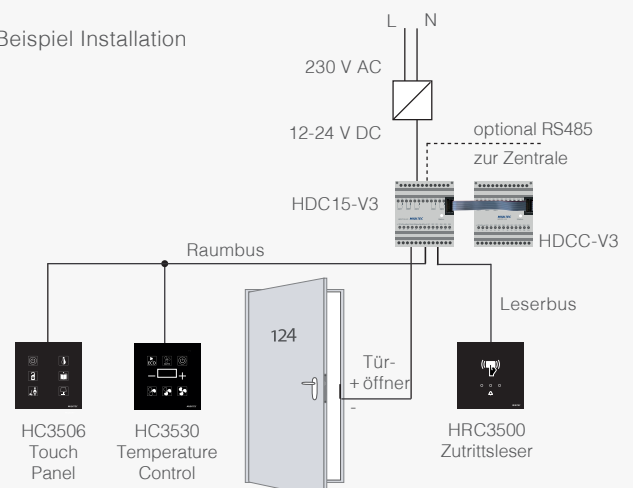 Beispiel Installation
L N
230 V AC
12-24 V DC
optional RS485
zur Zentrale
HDC15-V3
HDCC-V3
Raumbus
Leserbus
124
Tür-
+ öffner
-
ECO
HC3506
Touch
Panel
HC3530
Temperature
Control
HRC3500
Zutrittsleser